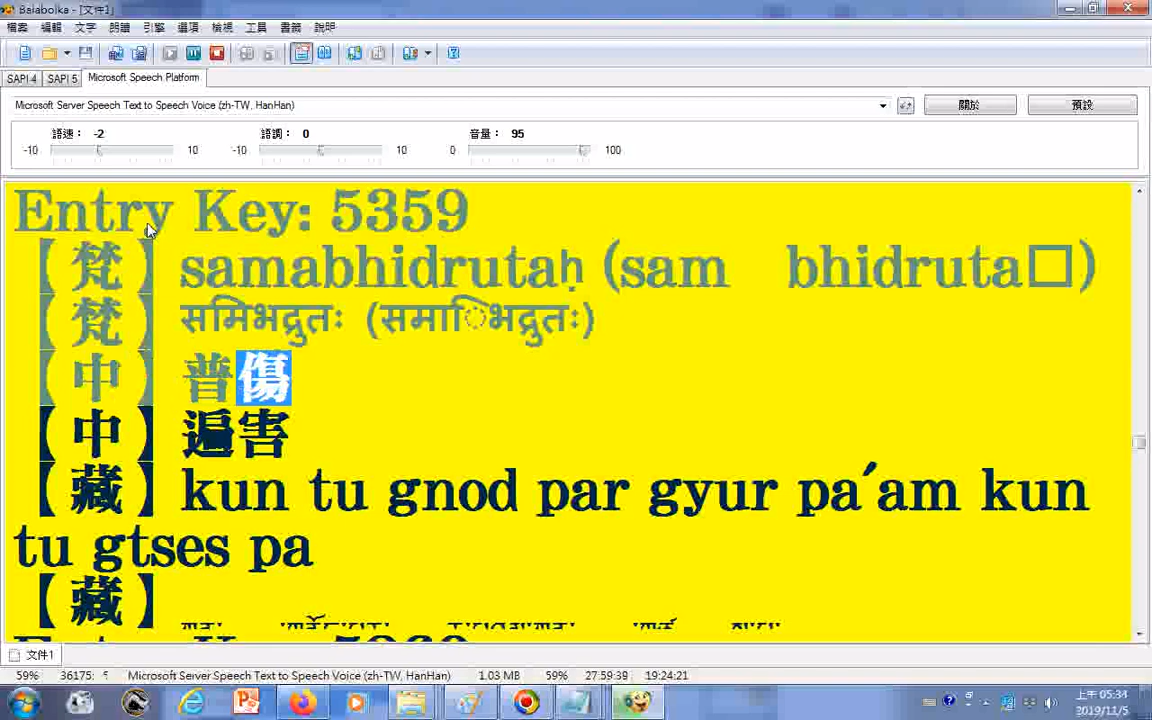 Balabolka - [文件1]
檔案 編輯 文字 朗讀 引擎 選項 檢視 工具 書籤 說明
SAPI 4 SAPI 5 Microsoft Speech Platform
Microsoft Server Speech Text to Speech Voice (zh-TW, HanHan) 關於 預設
語速： -2 語調： 0 音量： 95
-10 10 -10 10 0 100
Entry Key: 5359
【梵】 samabhidrutaḥ (sam bhidruta□)
【梵】 समिभद्रुतः (समािभद्रुतः)
【中】 普傷
【中】 遍害
【藏】 kun tu gnod par gyur pa'am kun
tu gtses pa
【藏】
文件1
59% 36175: Microsoft Server Speech Text to Speech Voice (zh-TW, HanHan) 1.03 MB 59% 27:59:39 19:24:21
上午 05:34
2019/11/5